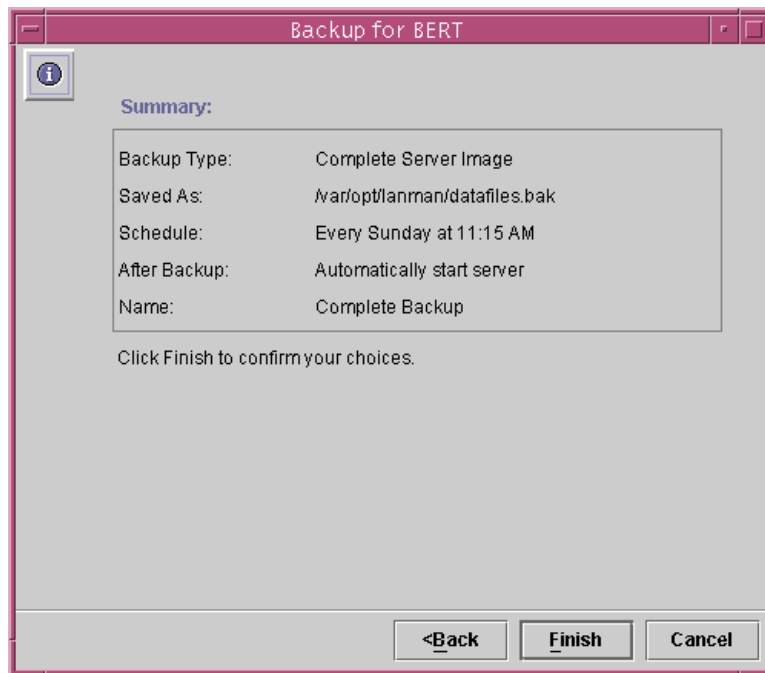 Backup for BERT
Summary:
Backup Type: Complete Server Image
Saved As: /var/opt/lanman/datafiles.bak
Schedule: Every Sunday at 11:15 AM
After Backup: Automatically start server
Name: Complete Backup
Click Finish to confirm your choices.
<Back Finish Cancel